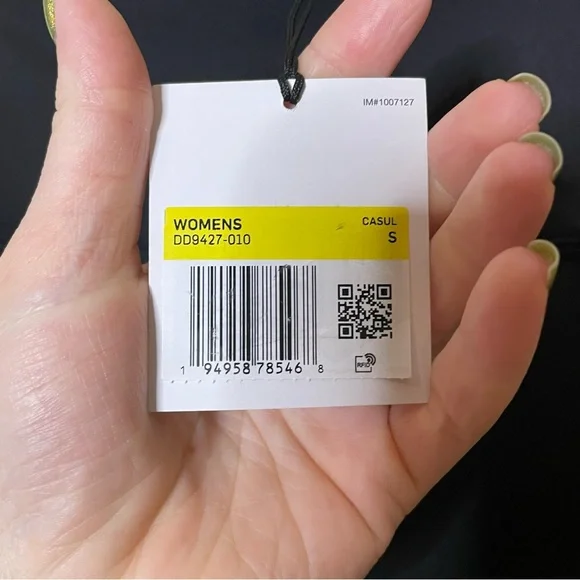 IM#1007127
WOMENS CASUL
DD9427-010 S
1 94958 78546 8
RFID